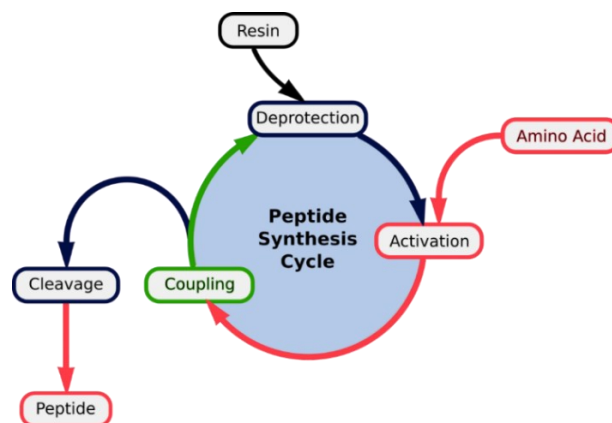 Resin
Deprotection
Amino Acid
Peptide
Synthesis
Cycle
Activation
Cleavage
Coupling
Peptide